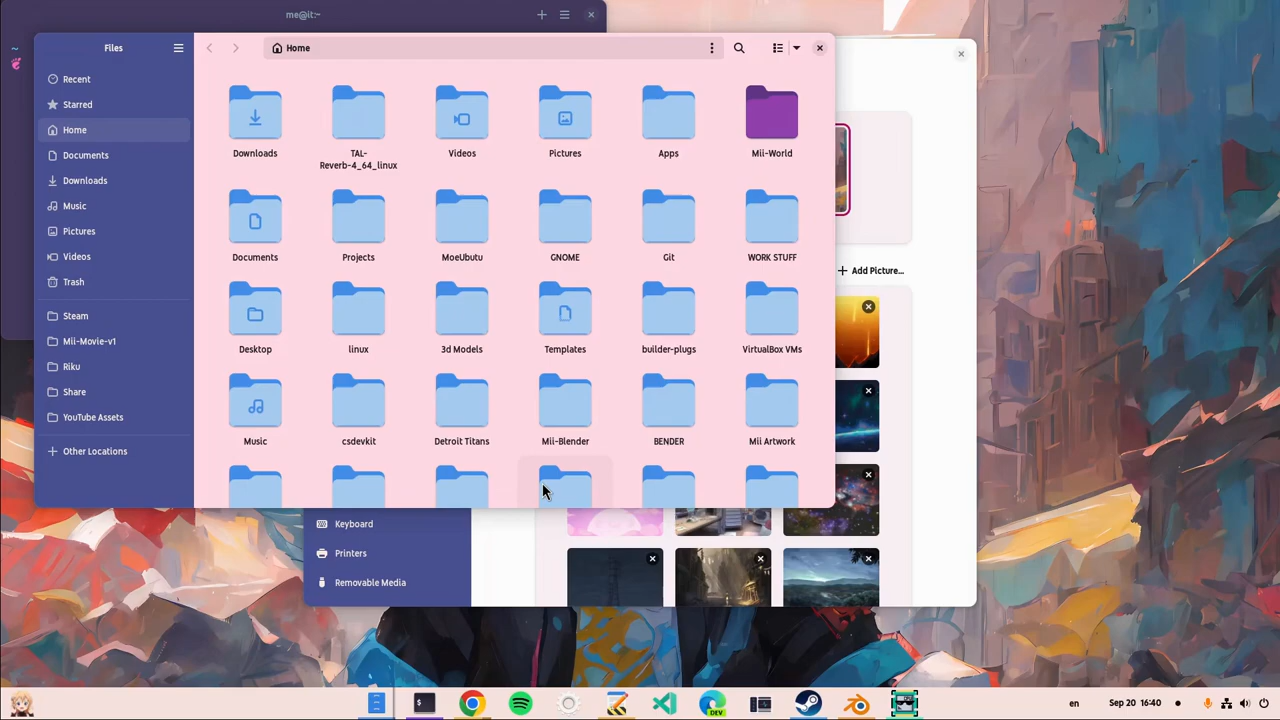 me@it:~
~
Files
Home
Recent
Starred
Home
Documents
Downloads
Music
Pictures
Videos
Trash
Steam
Mii-Movie-v1
Riku
Share
YouTube Assets
Other Locations
Downloads
TAL-
Reverb-4_64_linux
Videos
Pictures
Apps
Mii-World
Documents
Projects
MoeUbutu
GNOME
Git
WORK STUFF
Desktop
linux
3d Models
Templates
builder-plugs
VirtualBox VMs
Music
csdevkit
Detroit Titans
Mii-Blender
BENDER
Mii Artwork
Add Picture...
Keyboard
Printers
Removable Media
DEV
en
Sep 20 16:40